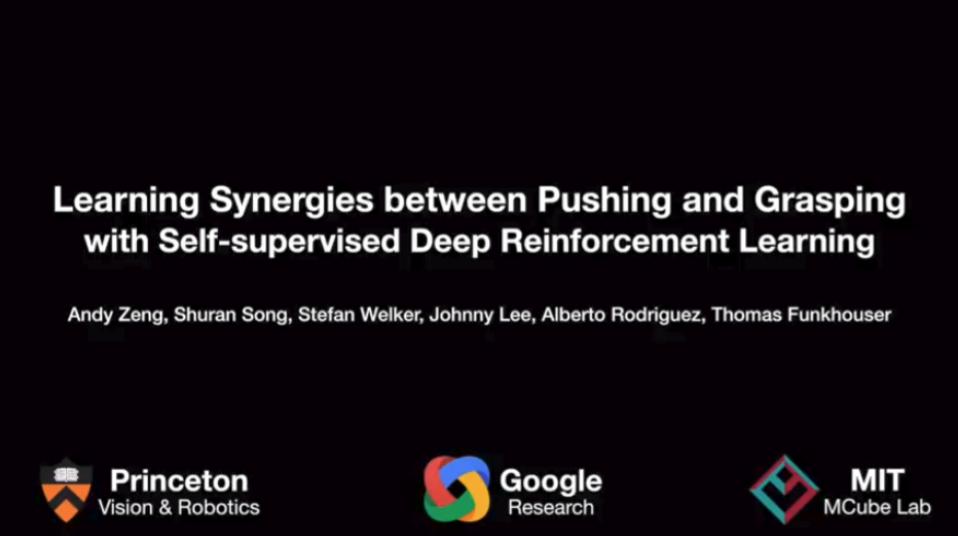 Learning Synergies between Pushing and Grasping
with Self-supervised Deep Reinforcement Learning
Andy Zeng, Shuran Song, Stefan Welker, Johnny Lee, Alberto Rodriguez, Thomas Funkhouser
Princeton
Vision & Robotics
Google
Research
MIT
MCube Lab